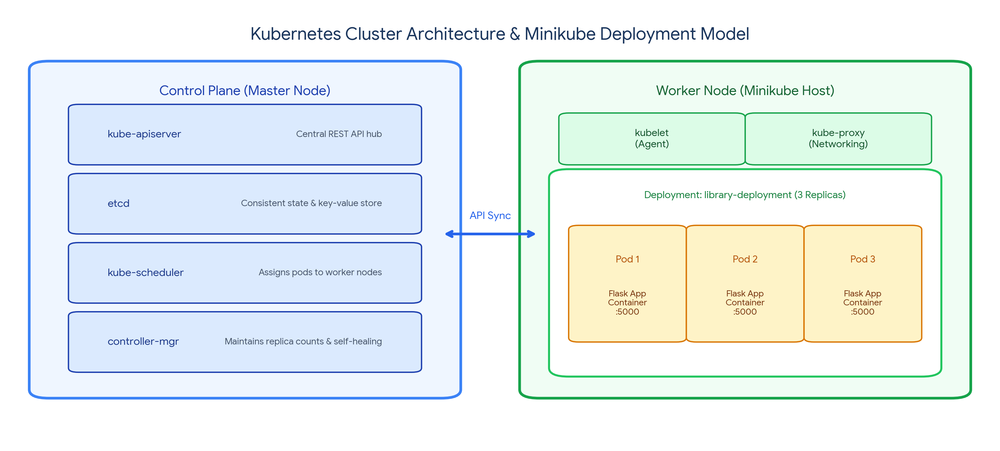 Kubernetes Cluster Architecture & Minikube Deployment Model
Control Plane (Master Node)
kube-apiserver
Central REST API hub
etcd
Consistent state & key-value store
kube-scheduler
Assigns pods to worker nodes
controller-mgr
Maintains replica counts & self-healing
API Sync
Worker Node (Minikube Host)
kubelet
(Agent)
kube-proxy
(Networking)
Deployment: library-deployment (3 Replicas)
Pod 1
Flask App
Container
:5000
Pod 2
Flask App
Container
:5000
Pod 3
Flask App
Container
:5000